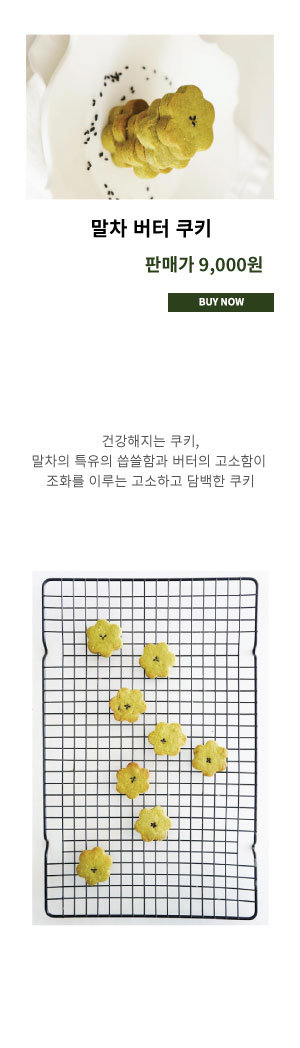 말차 버터 쿠키
판매가 9,000원
BUY NOW
건강해지는 쿠키,
말차의 특유의 씁쓸함과 버터의 고소함이
조화를 이루는 고소하고 담백한 쿠키